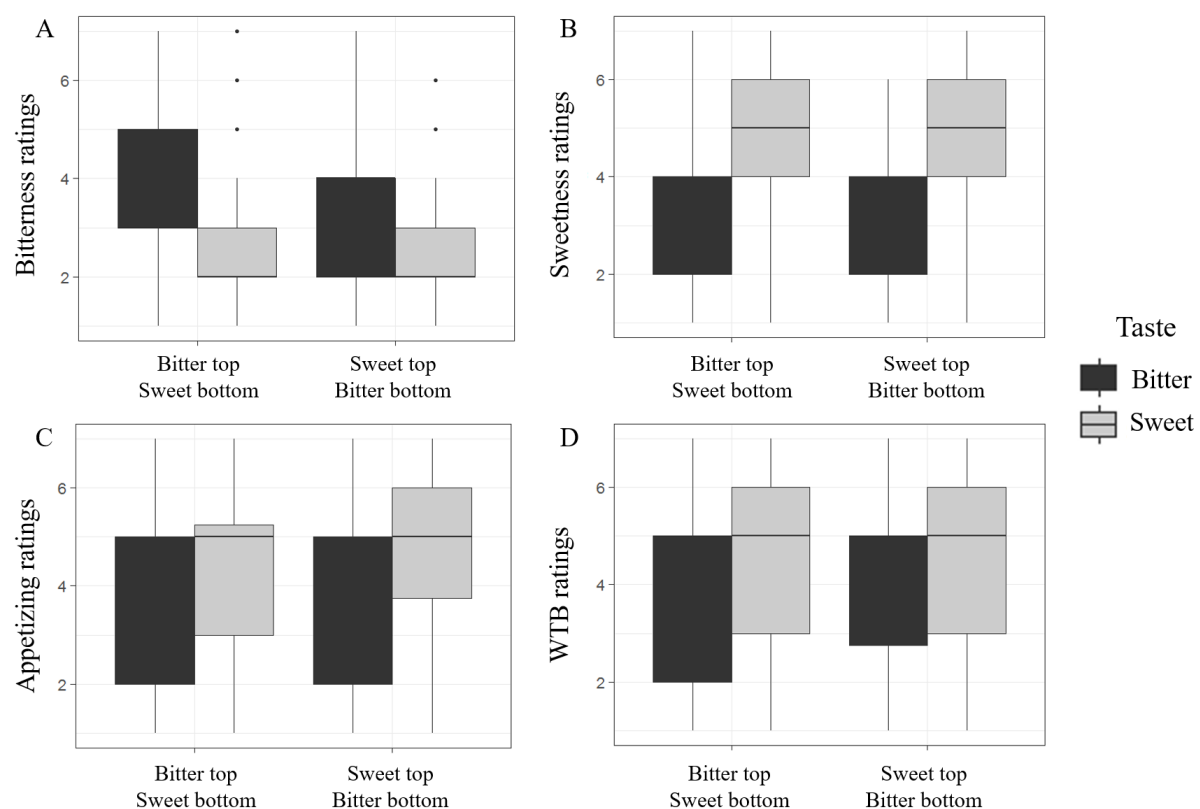 A
Bitterness ratings
6
4
2
Bitter top
Sweet bottom
Sweet top
Bitter bottom
B
Sweetness ratings
6
4
2
Bitter top
Sweet bottom
Sweet top
Bitter bottom
Taste
Bitter
Sweet
C
Appetizing ratings
6
4
2
Bitter top
Sweet bottom
Sweet top
Bitter bottom
D
WTB ratings
6
4
2
Bitter top
Sweet bottom
Sweet top
Bitter bottom